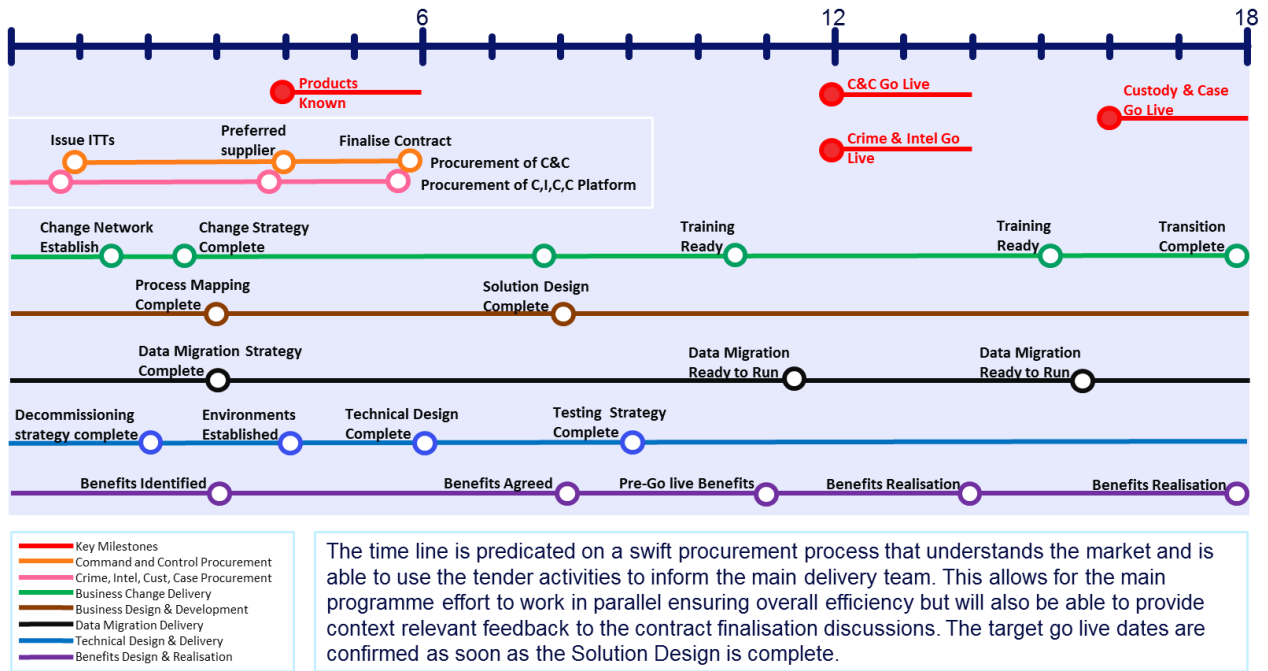 6
12
18
Products
Known
C&C Go Live
Custody & Case
Go Live
Crime & Intel Go
Live
Issue ITTs
Preferred
supplier
Finalise Contract
Procurement of C&C
Procurement of C,I,C,C Platform
Change Network
Establish
Change Strategy
Complete
Training
Ready
Training
Ready
Transition
Complete
Process Mapping
Complete
Solution Design
Complete
Data Migration Strategy
Complete
Data Migration
Ready to Run
Data Migration
Ready to Run
Decommissioning
strategy complete
Environments
Established
Technical Design
Complete
Testing Strategy
Complete
Benefits Identified
Benefits Agreed
Pre-Go live Benefits
Benefits Realisation
Benefits Realisation
Key Milestones
Command and Control Procurement
Crime, Intel, Cust, Case Procurement
Business Change Delivery
Business Design & Development
Data Migration Delivery
Technical Design & Delivery
Benefits Design & Realisation
The time line is predicated on a swift procurement process that understands the market and is
able to use the tender activities to inform the main delivery team. This allows for the main
programme effort to work in parallel ensuring overall efficiency but will also be able to provide
context relevant feedback to the contract finalisation discussions. The target go live dates are
confirmed as soon as the Solution Design is complete.